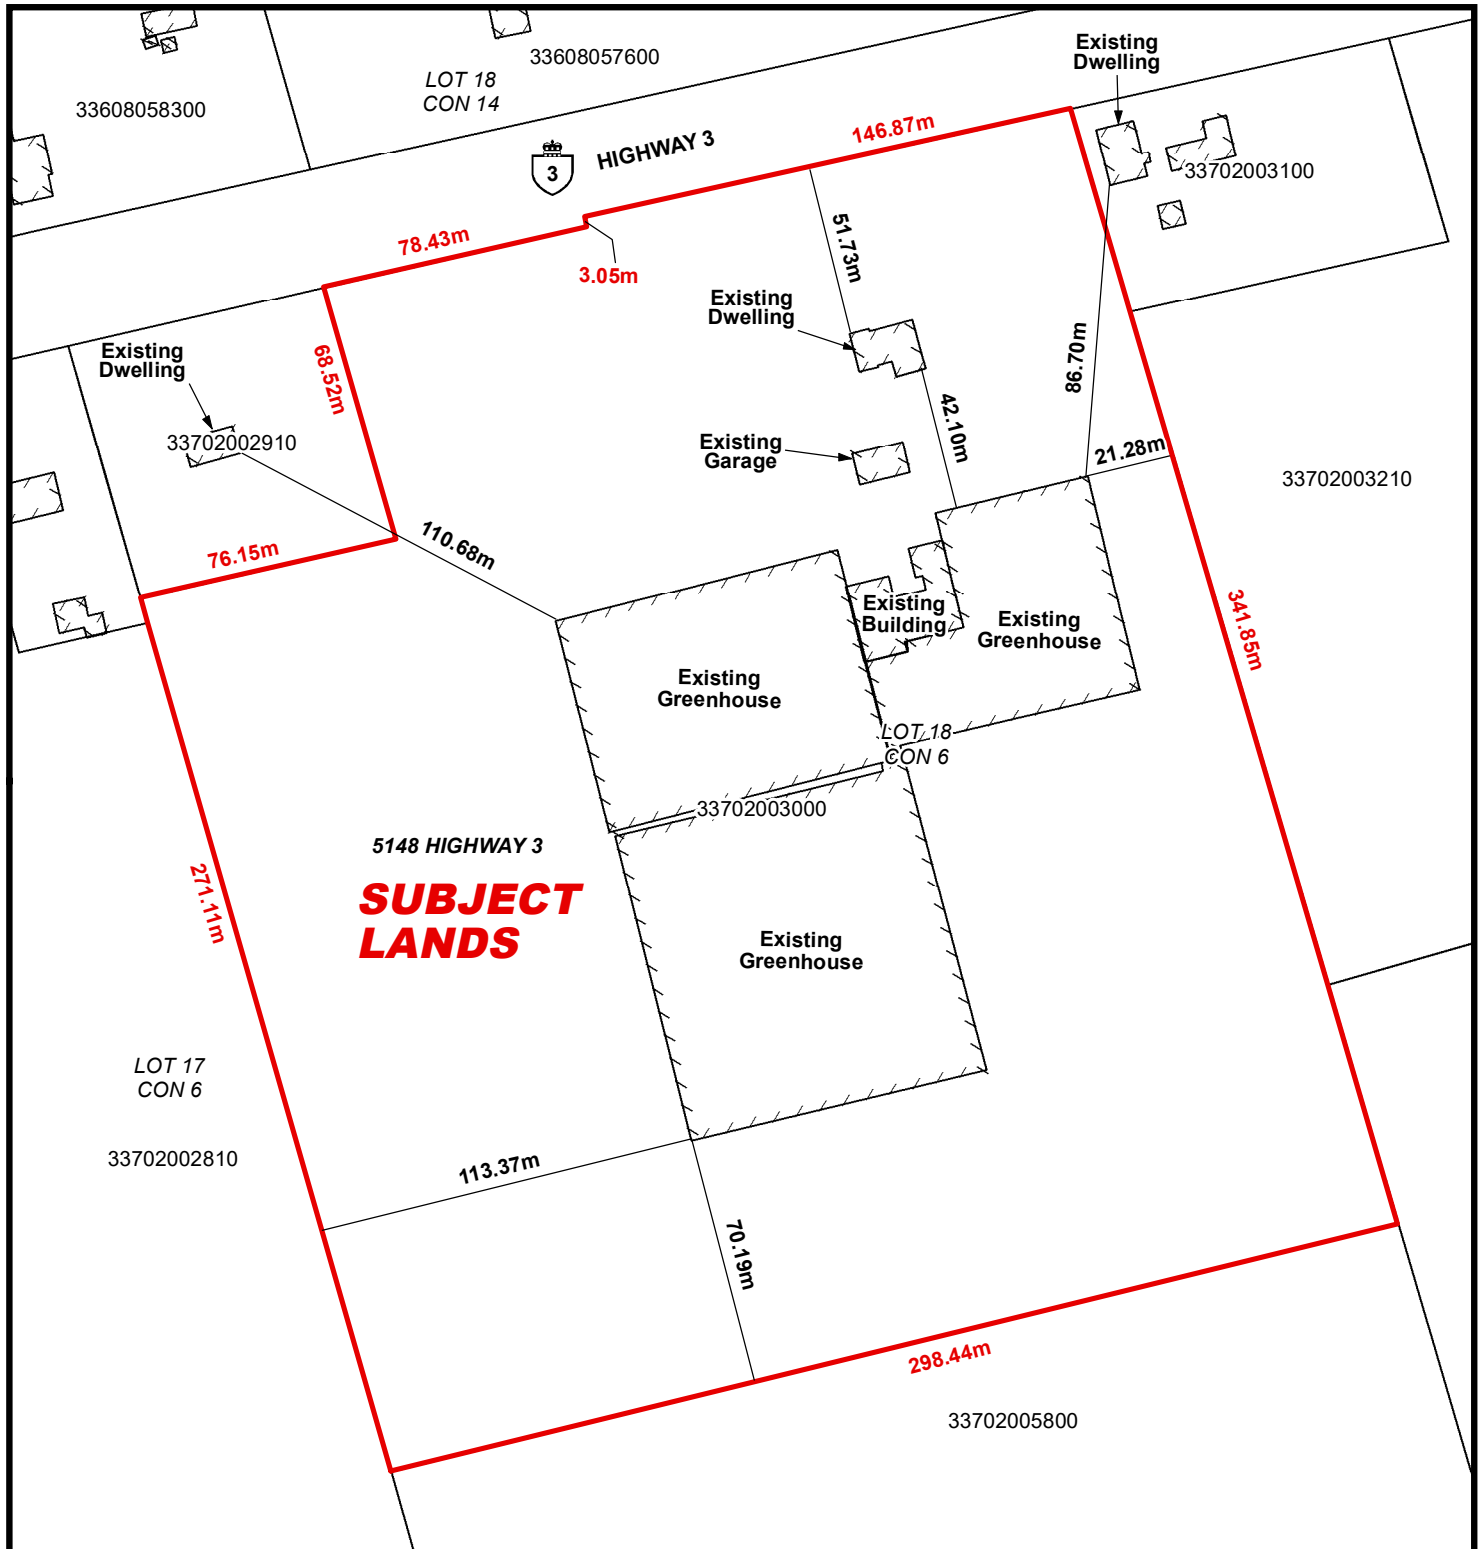 33608057600
LOT 18
CON 14
33608058300
Existing
Dwelling
146.87m
HIGHWAY 3
3
33702003100
78.43m
3.05m
51.73m
Existing
Dwelling
Existing
Dwelling
68.52m
86.70m
33702002910
42.10m
Existing
Garage
21.28m
33702003210
76.15m
110.68m
Existing
Building
Existing
Greenhouse
341.85m
Existing
Greenhouse
LOT 18
CON 6
33702003000
5148 HIGHWAY 3
SUBJECT
LANDS
271.11m
Existing
Greenhouse
LOT 17
CON 6
33702002810
113.37m
70.19m
298.44m
33702005800